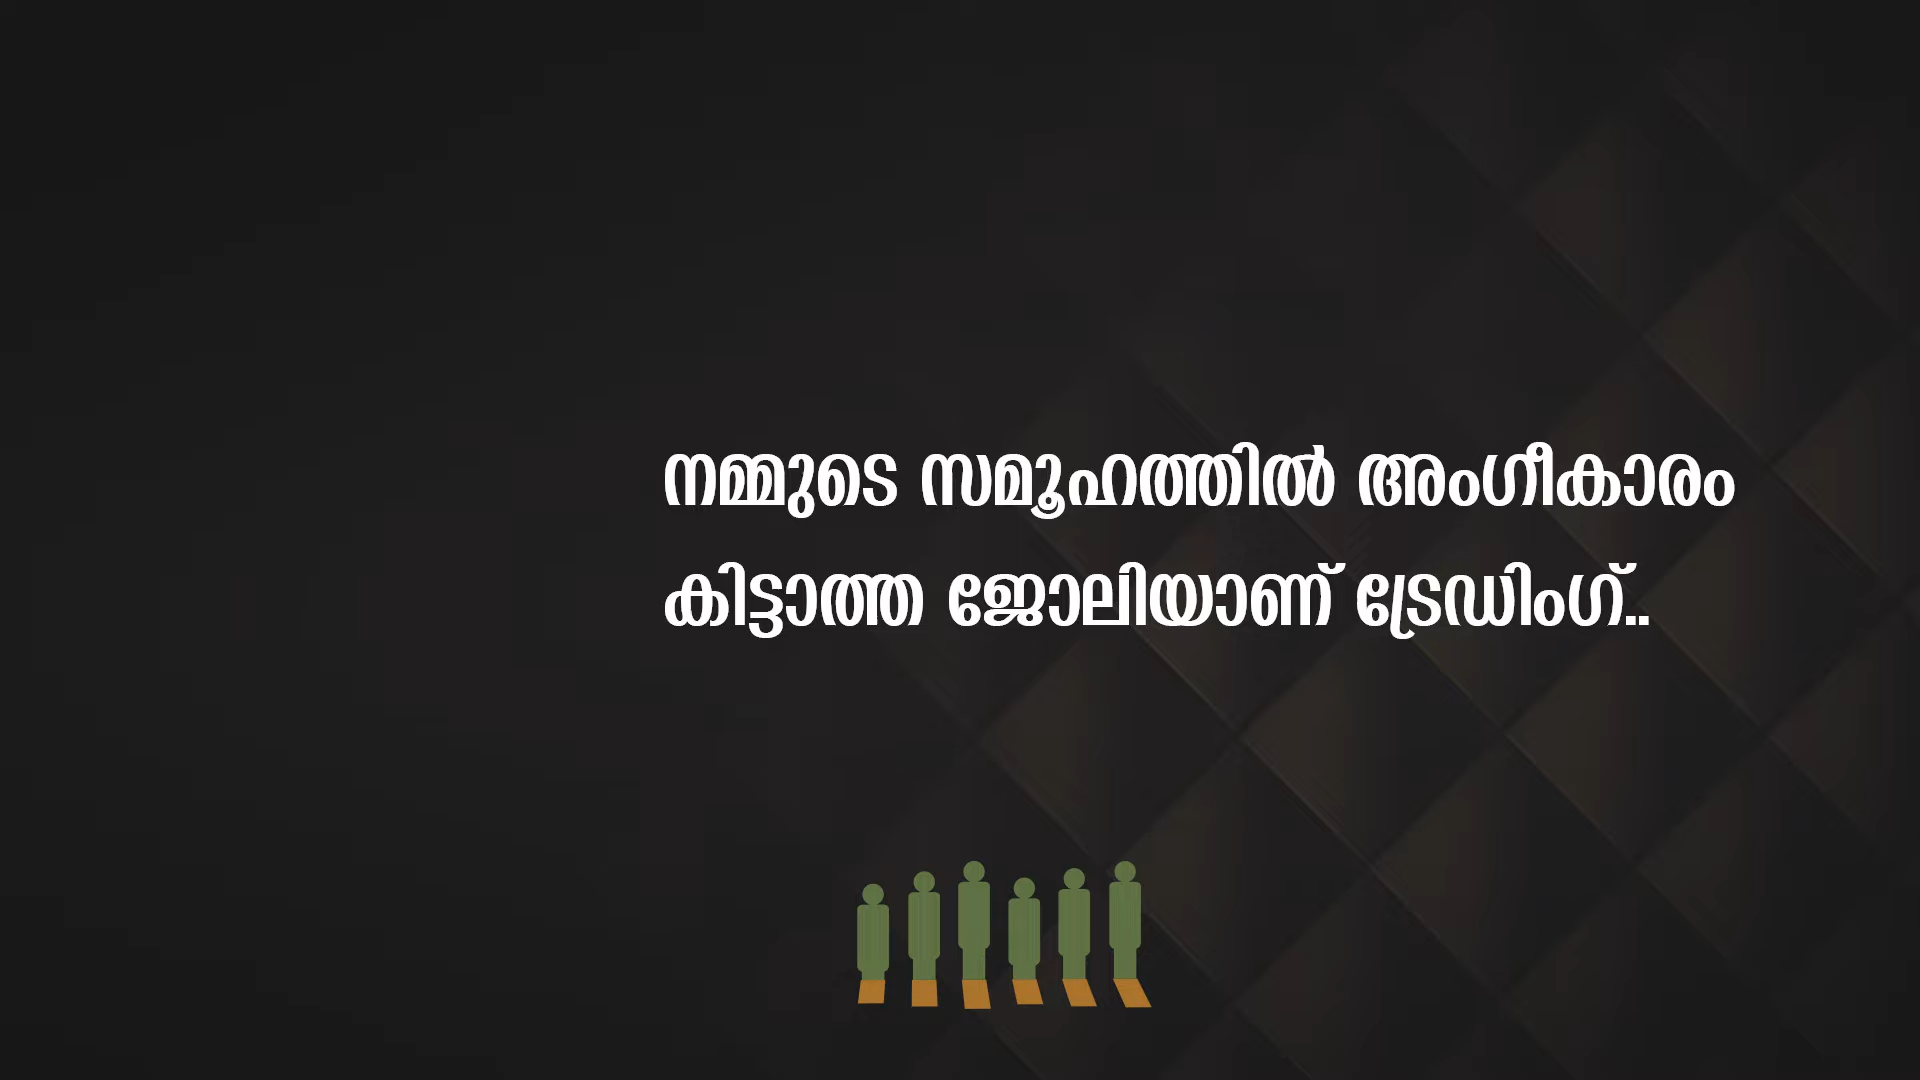 നമ്മുടെ സമൂഹത്തിൽ അംഗീകാരം
കിട്ടാത്ത ജോലിയാണ് ട്രേഡിംഗ്..